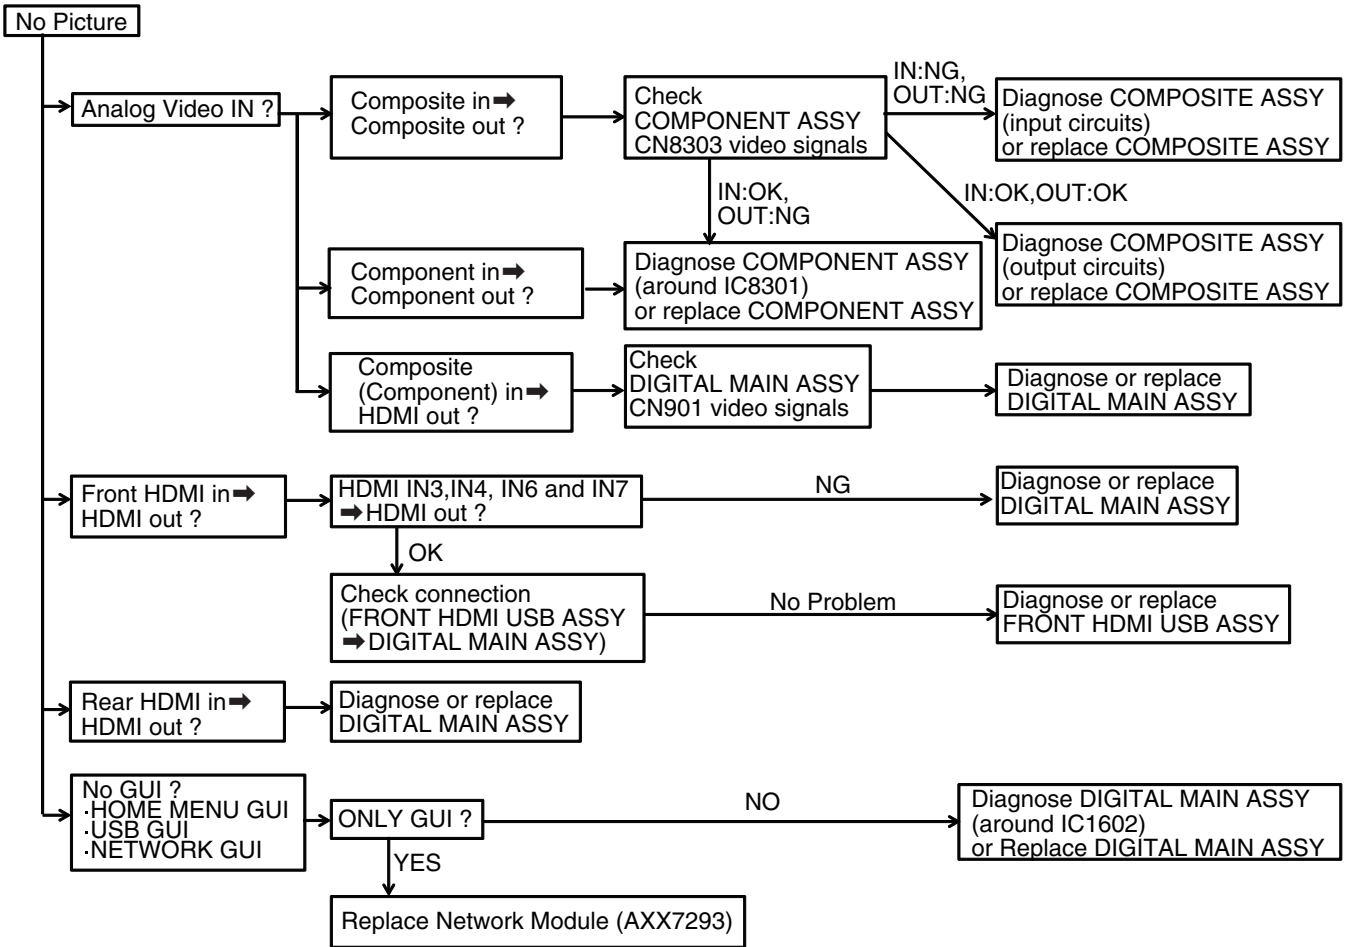 No Picture
Analog Video IN ?
Composite in➡
Composite out ?
Check
COMPONENT ASSY
CN8303 video signals
IN:NG,
OUT:NG
Diagnose COMPOSITE ASSY
(input circuits)
or replace COMPOSITE ASSY
IN:OK,
OUT:NG
IN:OK,OUT:OK
Diagnose COMPOSITE ASSY
(output circuits)
or replace COMPOSITE ASSY
Component in➡
Component out ?
Diagnose COMPONENT ASSY
(around IC8301)
or replace COMPONENT ASSY
Composite
(Component) in➡
HDMI out ?
Check
DIGITAL MAIN ASSY
CN901 video signals
Diagnose or replace
DIGITAL MAIN ASSY
Front HDMI in➡
HDMI out ?
HDMI IN3,IN4, IN6 and IN7
➡HDMI out ?
NG
Diagnose or replace
DIGITAL MAIN ASSY
OK
Check connection
(FRONT HDMI USB ASSY
➡DIGITAL MAIN ASSY)
No Problem
Diagnose or replace
FRONT HDMI USB ASSY
Rear HDMI in➡
HDMI out ?
Diagnose or replace
DIGITAL MAIN ASSY
No GUI ?
·HOME MENU GUI
·USB GUI
·NETWORK GUI
ONLY GUI ?
NO
Diagnose DIGITAL MAIN ASSY
(around IC1602)
or Replace DIGITAL MAIN ASSY
YES
Replace Network Module (AXX7293)